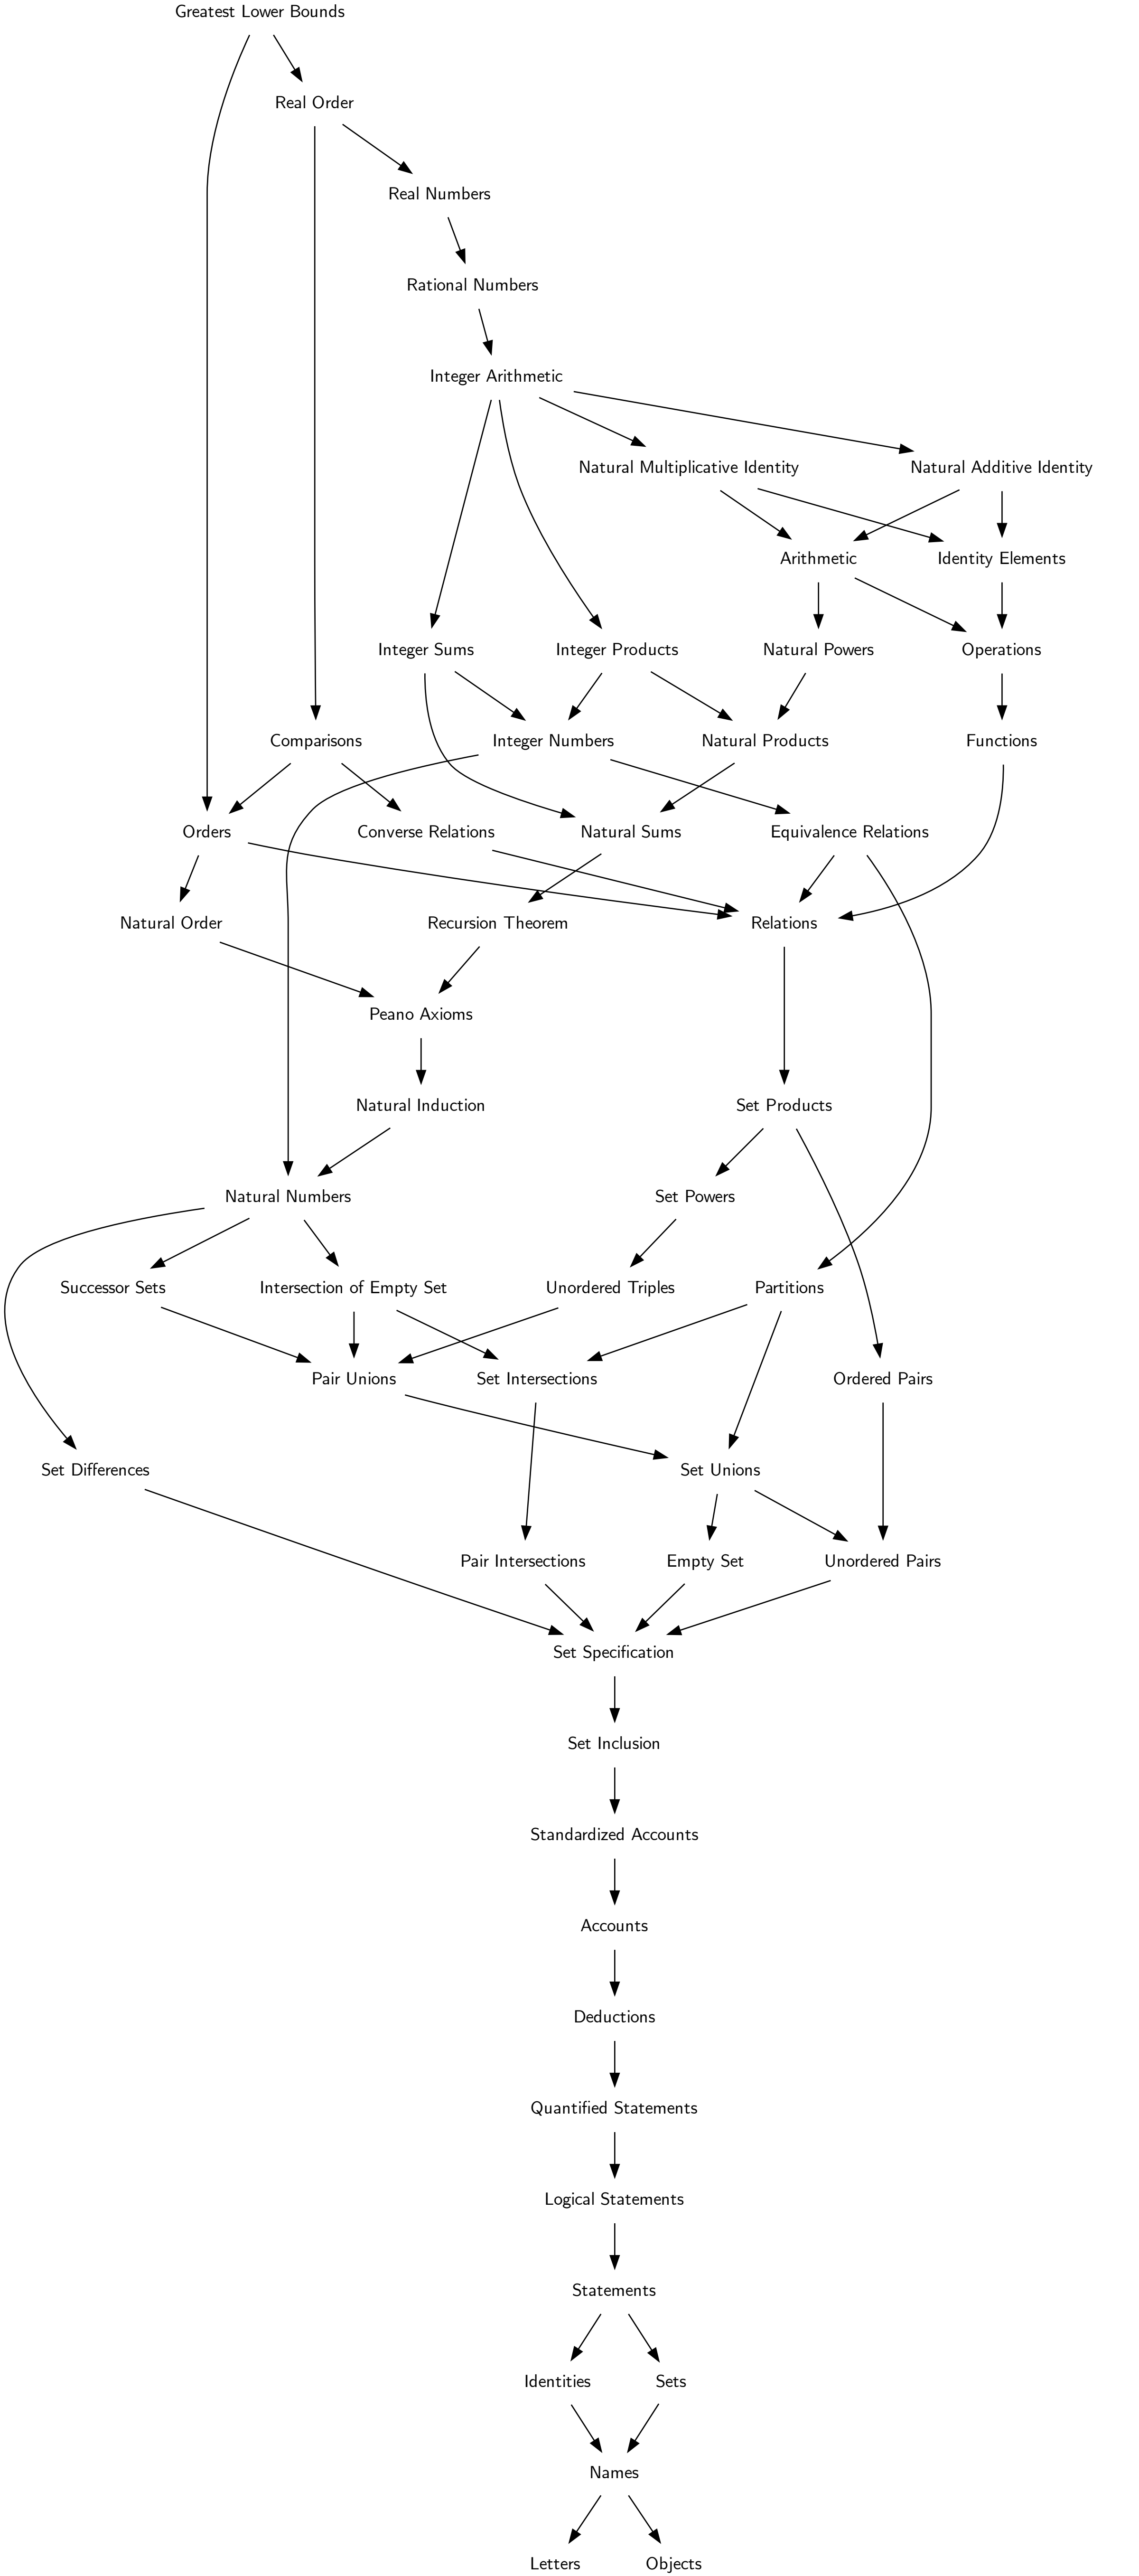 Greatest Lower Bounds
Real Order
Real Numbers
Rational Numbers
Integer Arithmetic
Natural Multiplicative Identity
Natural Additive Identity
Arithmetic
Identity Elements
Integer Sums
Integer Products
Natural Powers
Operations
Comparisons
Integer Numbers
Natural Products
Functions
Orders
Converse Relations
Natural Sums
Equivalence Relations
Natural Order
Recursion Theorem
Relations
Peano Axioms
Natural Induction
Set Products
Natural Numbers
Set Powers
Successor Sets
Intersection of Empty Set
Unordered Triples
Partitions
Pair Unions
Set Intersections
Ordered Pairs
Set Differences
Set Unions
Pair Intersections
Empty Set
Unordered Pairs
Set Specification
Set Inclusion
Standardized Accounts
Accounts
Deductions
Quantified Statements
Logical Statements
Statements
Identities
Sets
Names
Letters
Objects